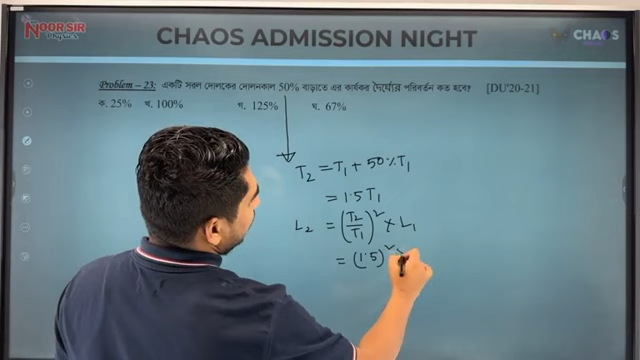 NOOR SIR
Physics
CHAOS ADMISSION NIGHT
CHAOS
Problem – 23: একটি সরল দোলকের দোলনকাল 50% বাড়াতে এর কার্যকর দৈর্ঘ্যের পরিবর্তন কত হবে? [DU'20-21]
ক. 25% খ. 100% গ. 125% ঘ. 67%
T₂ = T₁ + 50% T₁
= 1.5 T₁
L₂ = (T₂/T₁)² × L₁
= (1.5)²